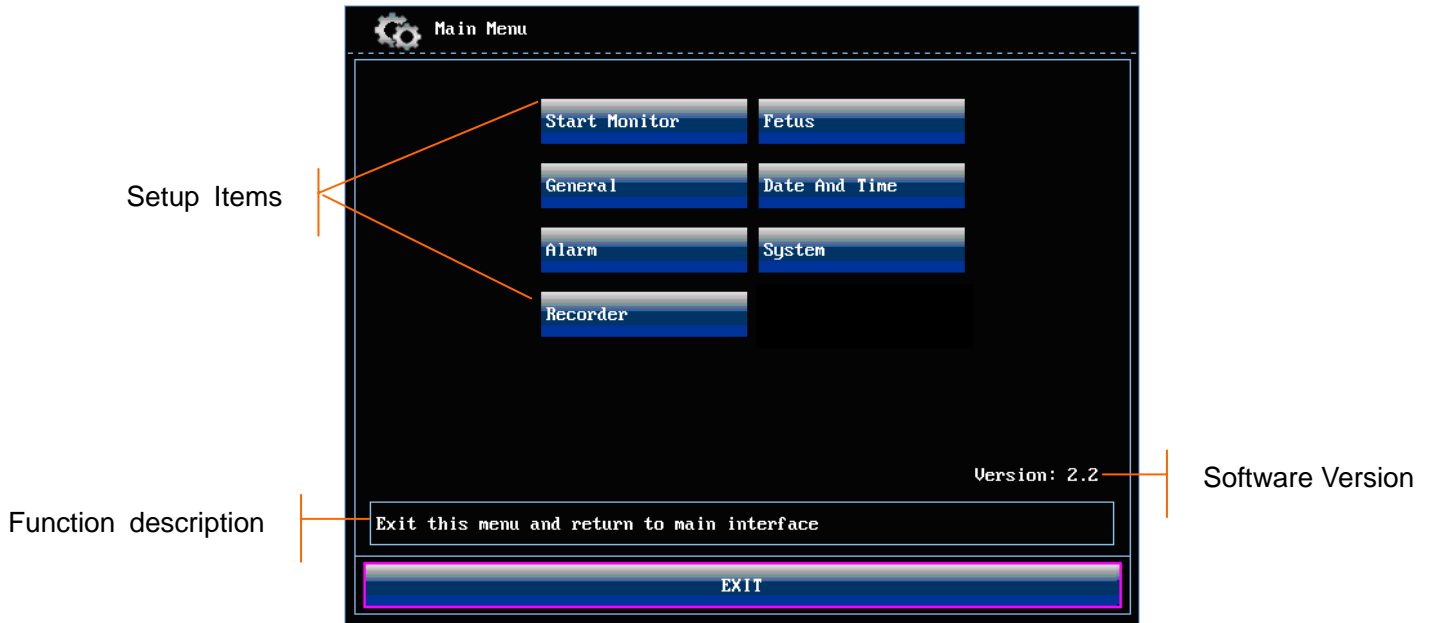 Main Menu
Start Monitor Fetus
Setup Items General Date And Time
Alarm System
Recorder
Version: 2.2 Software Version
Function description Exit this menu and return to main interface
EXIT